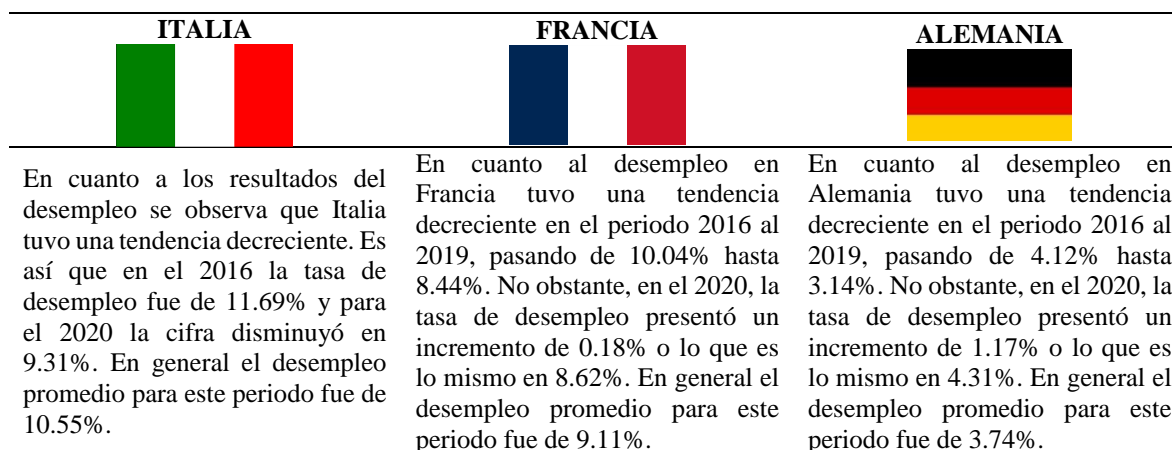 ITALIA
FRANCIA
ALEMANIA
En cuanto a los resultados del
desempleo se observa que Italia
tuvo una tendencia decreciente. Es
así que en el 2016 la tasa de
desempleo fue de 11.69% y para
el 2020 la cifra disminuyó en
9.31%. En general el desempleo
promedio para este periodo fue de
10.55%.
En cuanto al desempleo en
Francia tuvo una tendencia
decreciente en el periodo 2016 al
2019, pasando de 10.04% hasta
8.44%. No obstante, en el 2020, la
tasa de desempleo presentó un
incremento de 0.18% o lo que es
lo mismo en 8.62%. En general el
desempleo promedio para este
periodo fue de 9.11%.
En cuanto al desempleo en
Alemania tuvo una tendencia
decreciente en el periodo 2016 al
2019, pasando de 4.12% hasta
3.14%. No obstante, en el 2020, la
tasa de desempleo presentó un
incremento de 1.17% o lo que es
lo mismo en 4.31%. En general el
desempleo promedio para este
periodo fue de 3.74%.